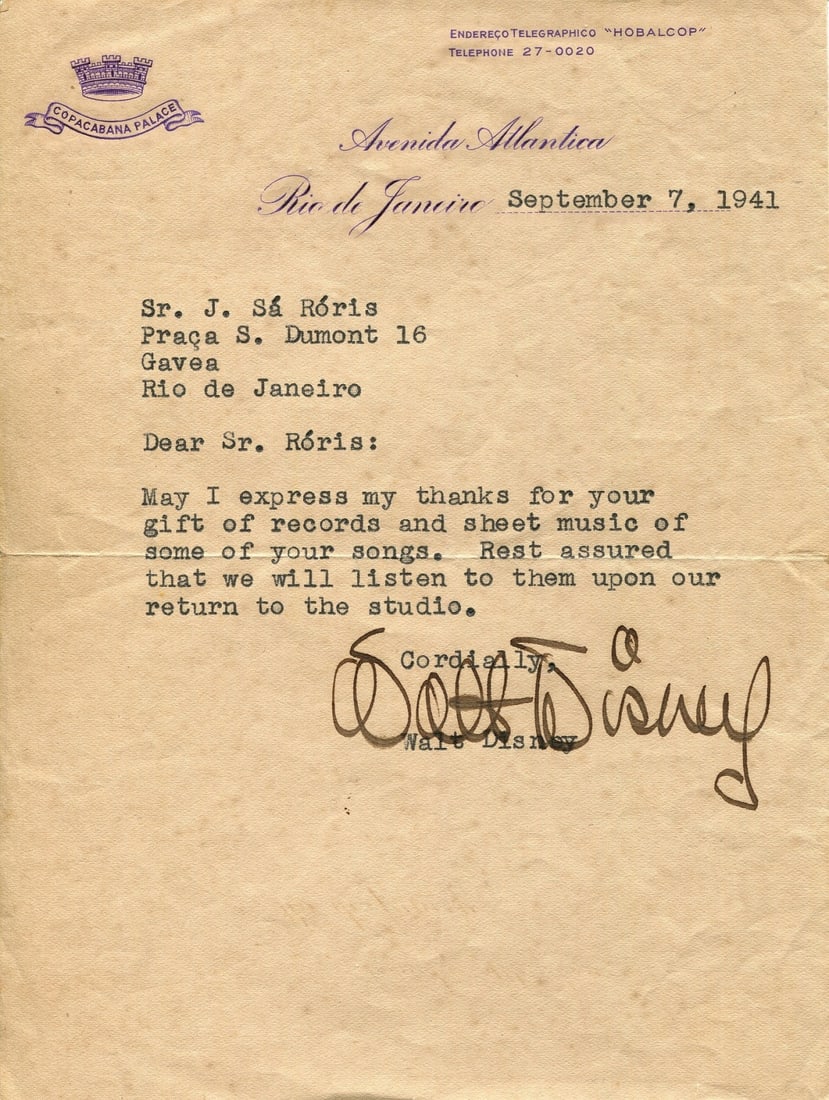 ENDEREÇO TELEGRAPHICO "HOBALCOP"
TELEPHONE 27-0020
COPACABANA PALACE
Avenida Atlantica
Rio de Janeiro September 7, 1941
Sr. J. Sá Róris
Praça S. Dumont 16
Gavea
Rio de Janeiro
Dear Sr. Róris:
May I express my thanks for your
gift of records and sheet music of
some of your songs. Rest assured
that we will listen to them upon our
return to the studio.
Cordially,
Walt Disney
Walt Disney